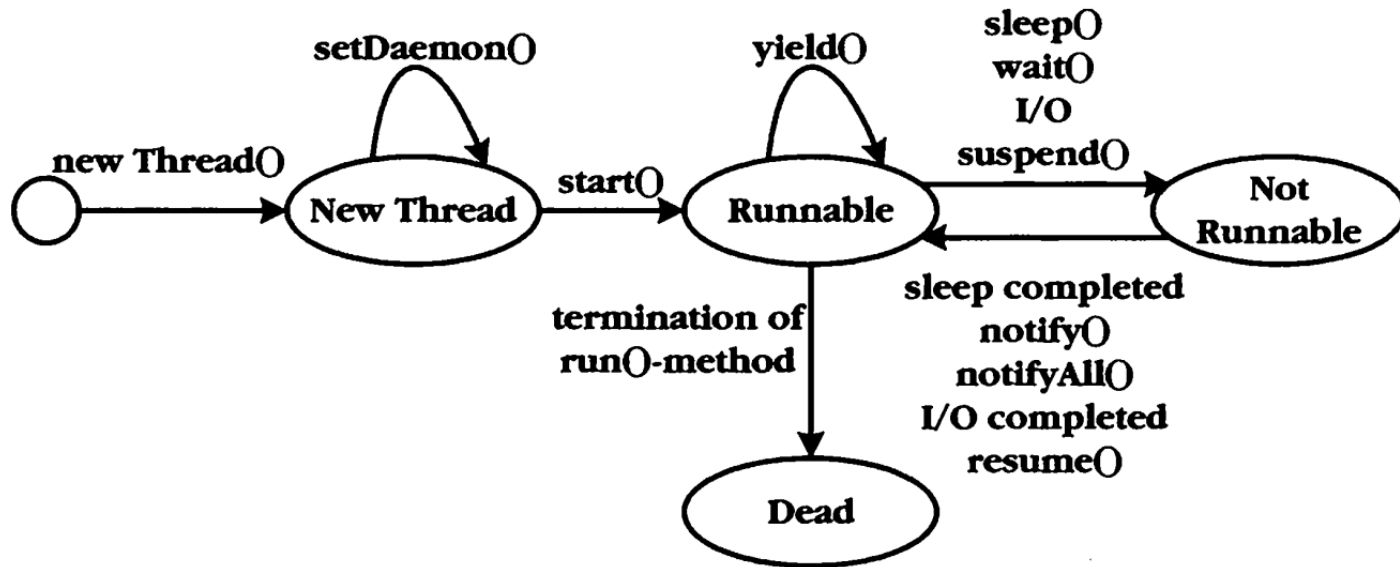 setDaemon()
yield()
sleep()
wait()
I/O
suspend()
new Thread()
New Thread
start()
Runnable
Not
Runnable
termination of
run()-method
sleep completed
notify()
notifyAll()
I/O completed
resume()
Dead